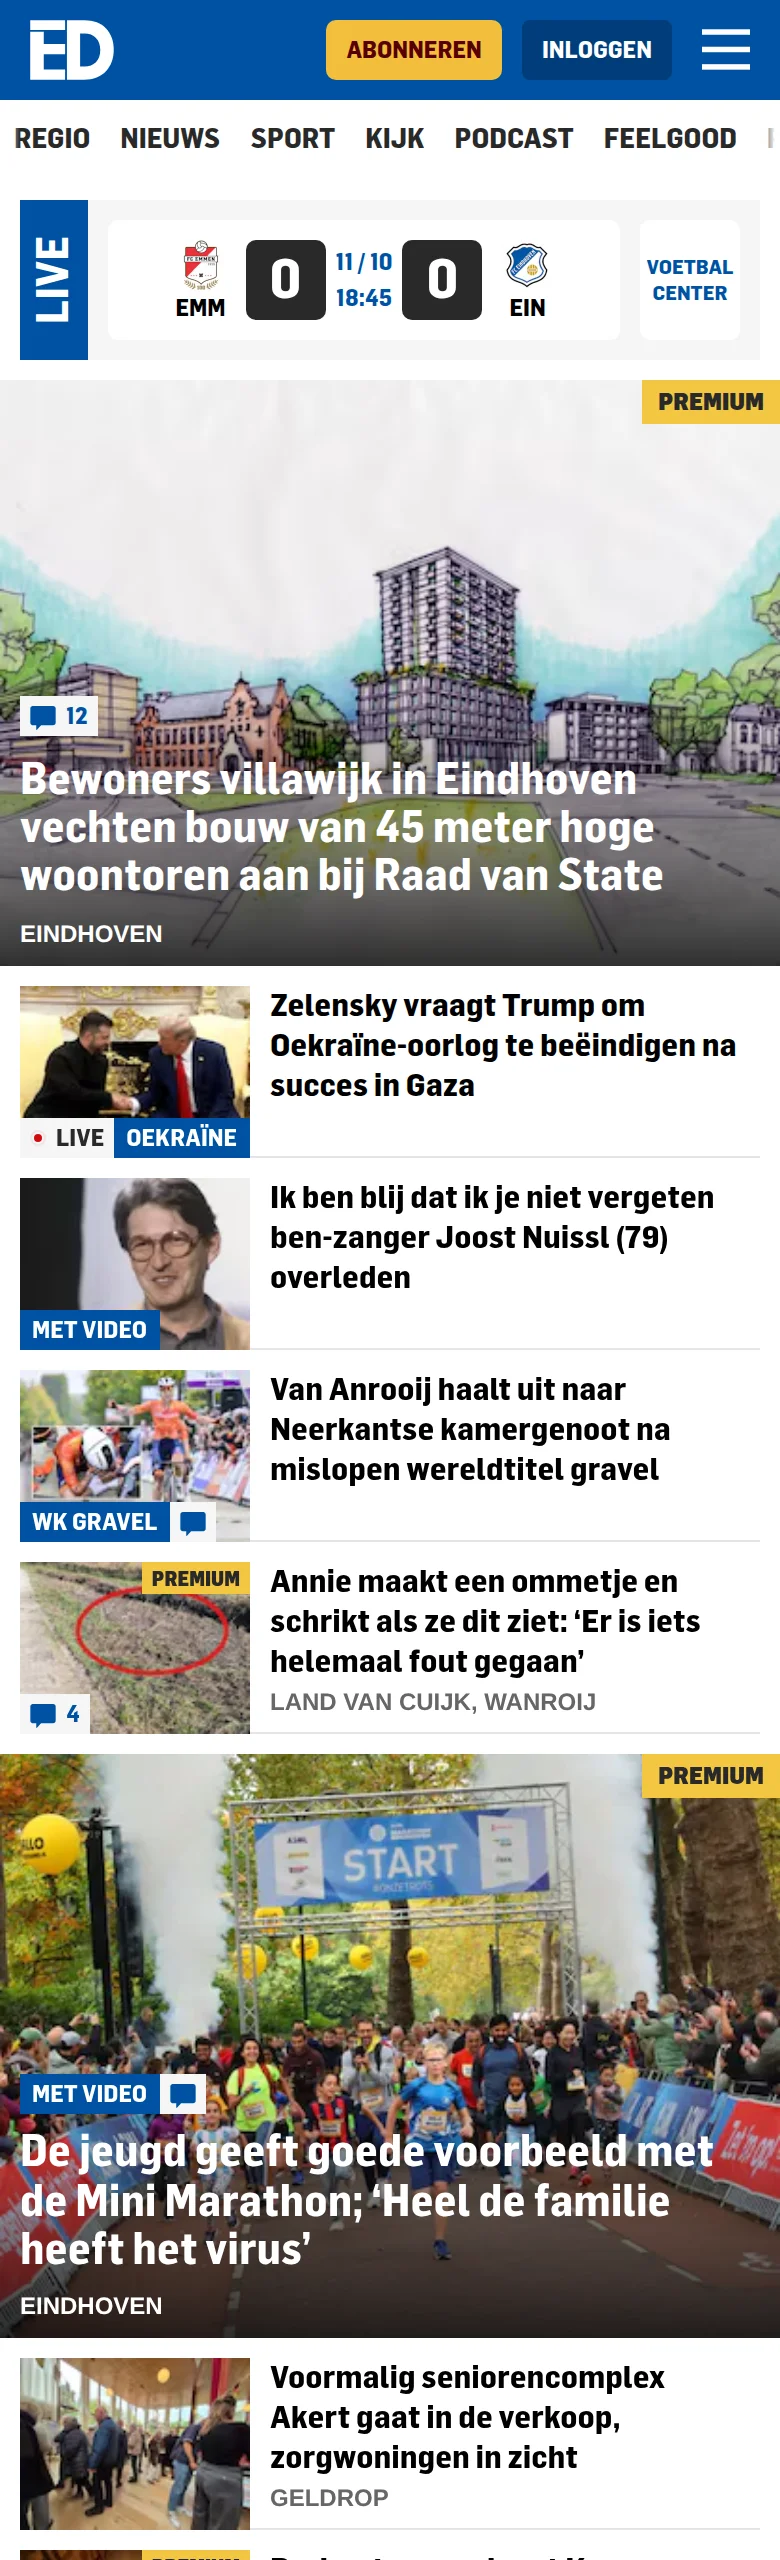 ED
ABONNEREN
INLOGGEN
REGIO NIEUWS SPORT KIJK PODCAST FEELGOOD
LIVE
FC EMMEN
EMM
0
11 / 10
18:45
0
EIN
VOETBAL
CENTER
PREMIUM
12
Bewoners villawijk in Eindhoven
vechten bouw van 45 meter hoge
woontoren aan bij Raad van State
EINDHOVEN
Zelensky vraagt Trump om
Oekraïne-oorlog te beëindigen na
succes in Gaza
LIVE OEKRAÏNE
Ik ben blij dat ik je niet vergeten
ben-zanger Joost Nuissl (79)
overleden
MET VIDEO
Van Anrooij haalt uit naar
Neerkantse kamergenoot na
mislopen wereldtitel gravel
WK GRAVEL
PREMIUM
Annie maakt een ommetje en
schrikt als ze dit ziet: ‘Er is iets
helemaal fout gegaan’
LAND VAN CUIJK, WANROIJ
4
PREMIUM
START
MET VIDEO
De jeugd geeft goede voorbeeld met
de Mini Marathon; ‘Heel de familie
heeft het virus’
EINDHOVEN
Voormalig seniorencomplex
Akert gaat in de verkoop,
zorgwoningen in zicht
GELDROP